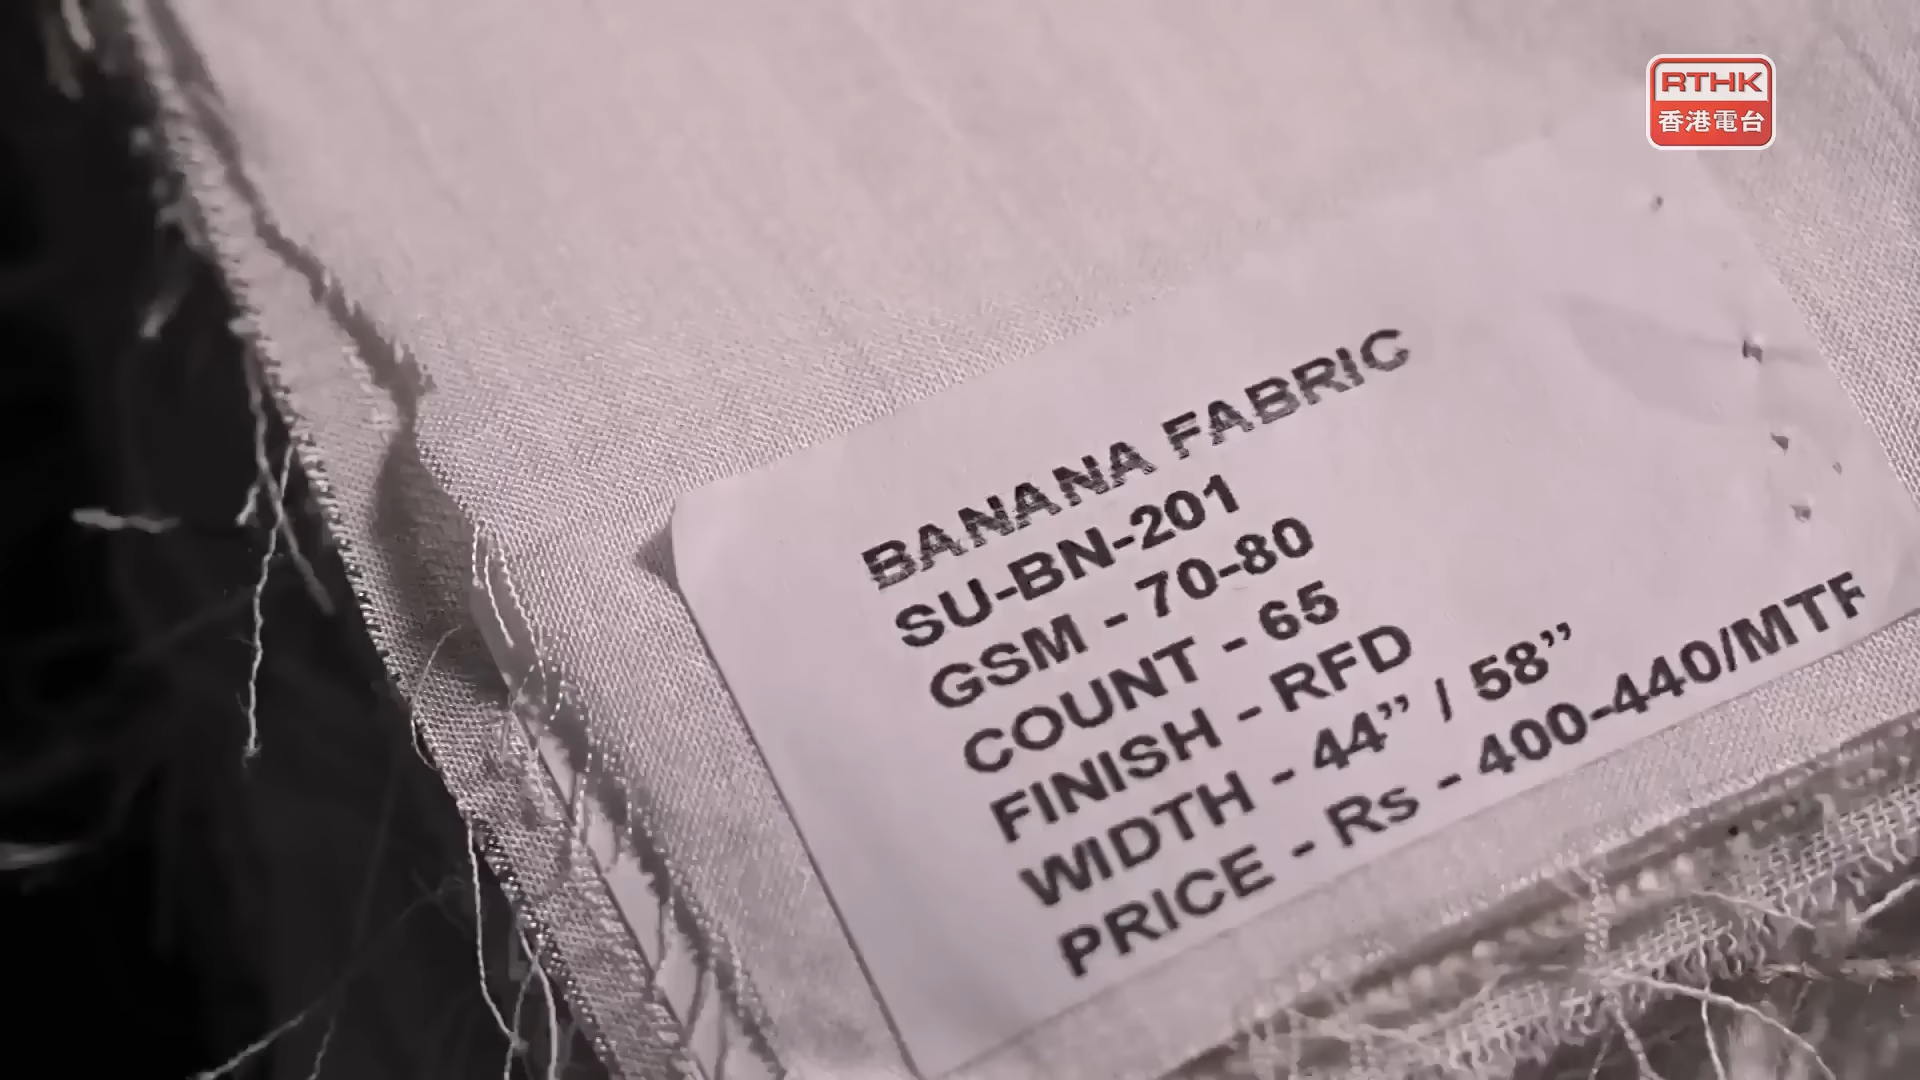 RTHK
香港電台
BANANA FABRIC
SU-BN-201
GSM - 70-80
COUNT - 65
FINISH - RFD
WIDTH - 44” / 58”
PRICE - Rs - 400-440/MTR